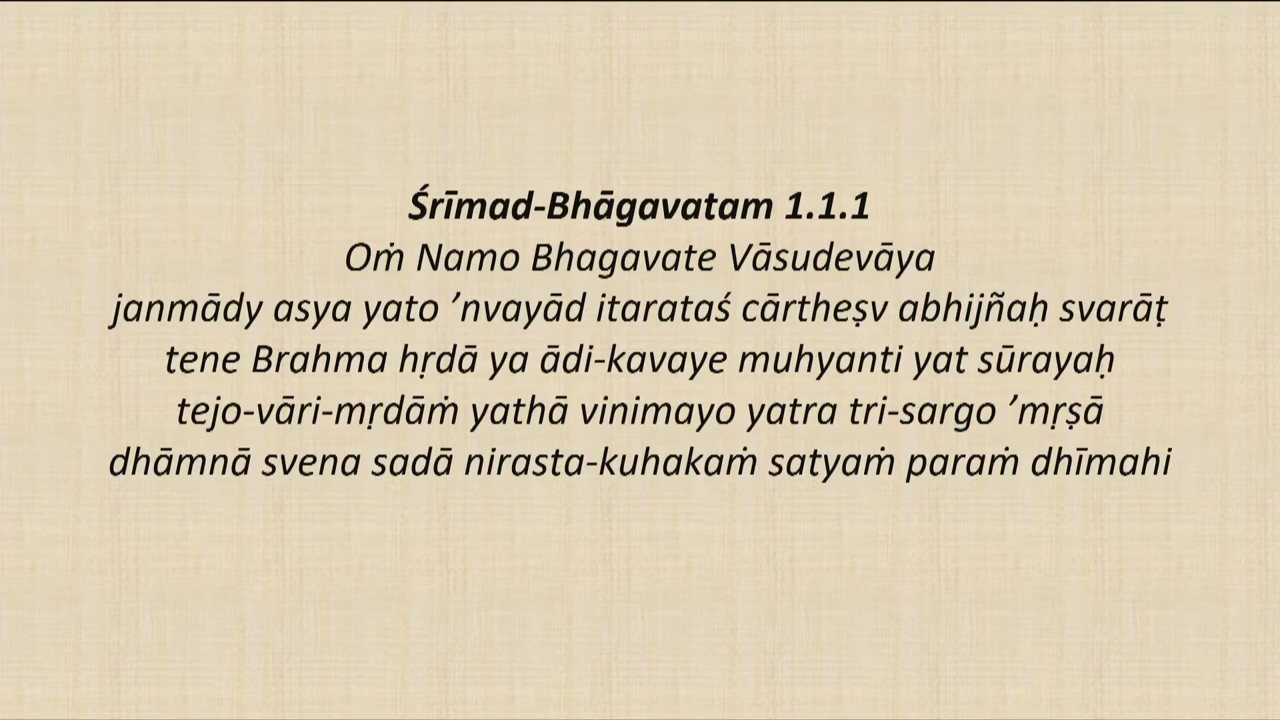 Śrīmad-Bhāgavatam 1.1.1
Oṁ Namo Bhagavate Vāsudevāya
janmādy asya yato ’nvayād itarataś cārtheṣv abhijñaḥ svarāṭ
tene Brahma hṛdā ya ādi-kavaye muhyanti yat sūrayaḥ
tejo-vāri-mṛdāṁ yathā vinimayo yatra tri-sargo ’mṛṣā
dhāmnā svena sadā nirasta-kuhakaṁ satyaṁ paraṁ dhīmahi